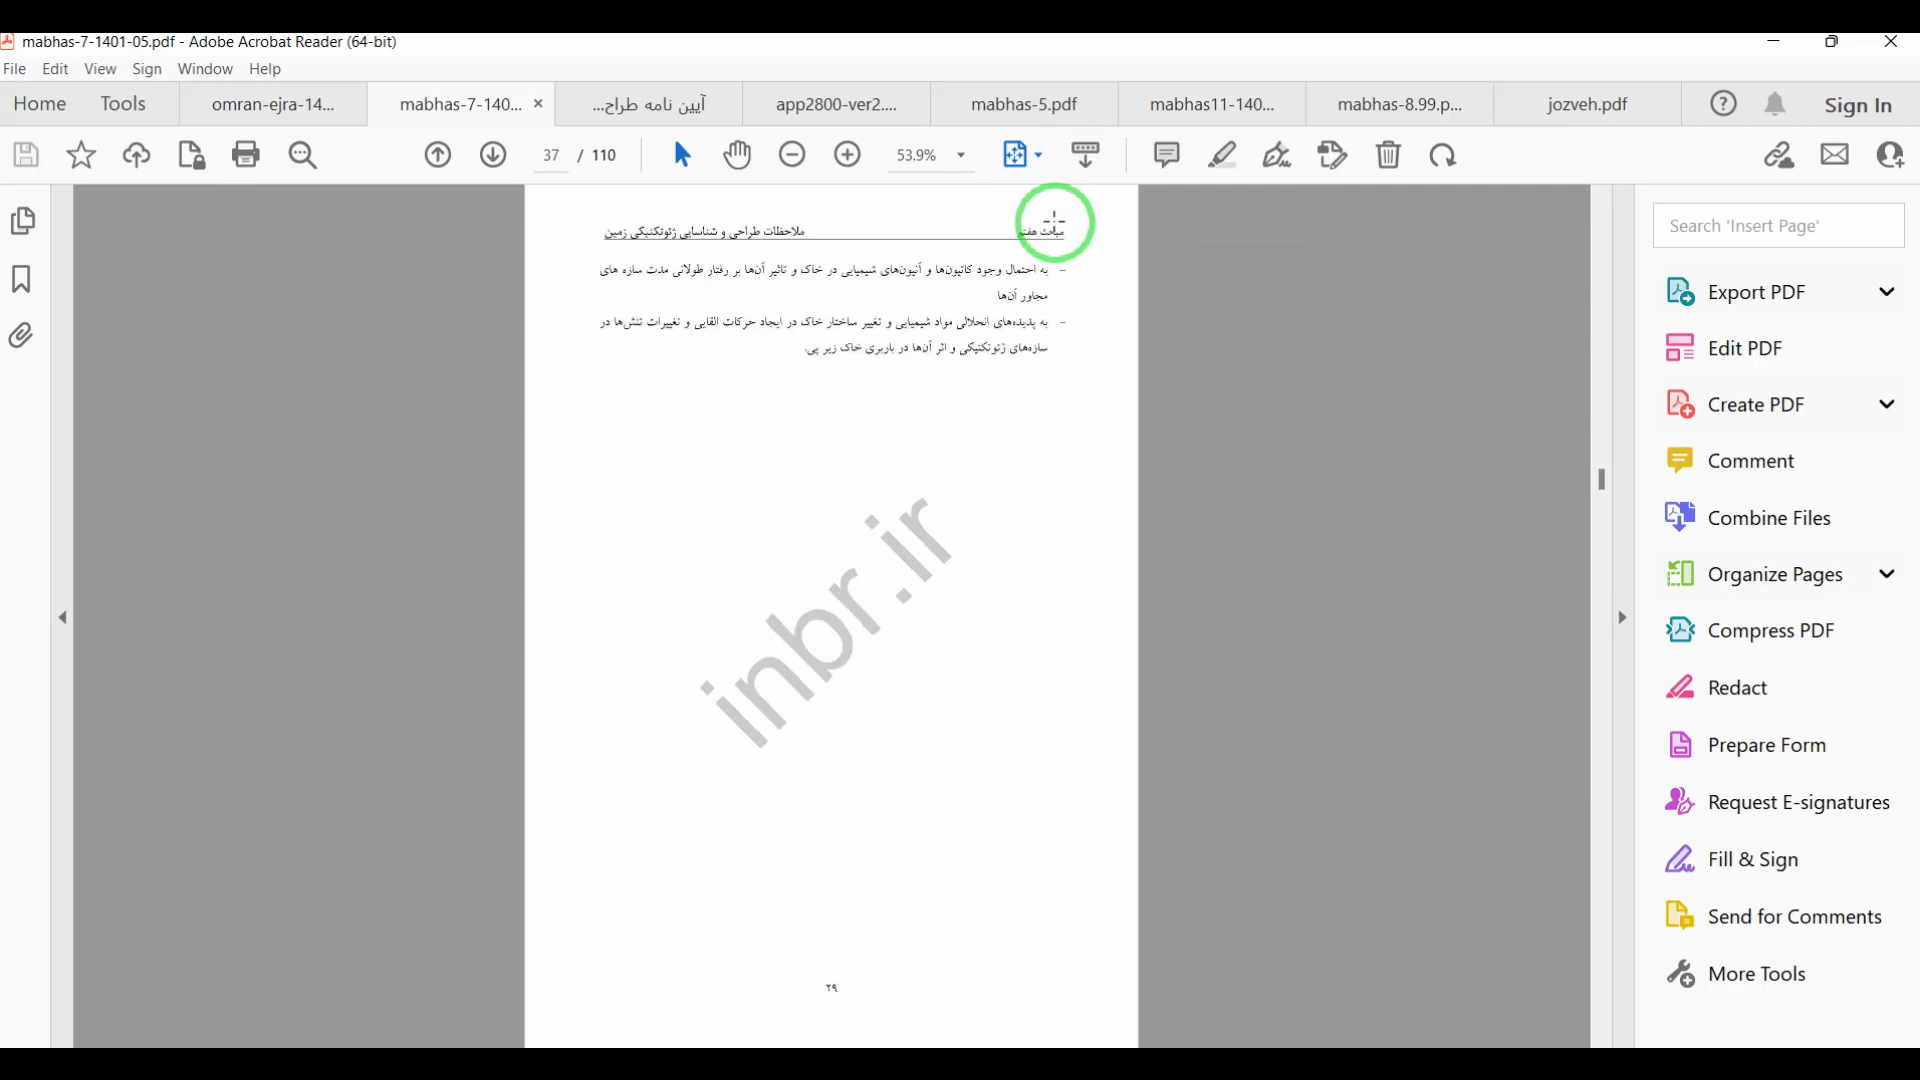 mabhas-7-1401-05.pdf - Adobe Acrobat Reader (64-bit)
File Edit View Sign Window Help
Home Tools omran-ejra-14... mabhas-7-140... × آیین نامه طراح... app2800-ver2.... mabhas-5.pdf mabhas11-140... mabhas-8.99.p... jozveh.pdf Sign In
37 / 110 53.9%
مبحث هفتم ملاحظات طراحی و شناسایی ژئوتکنیکی زمین
– به احتمال وجود کاتیون‌ها و آنیون‌های شیمیایی در خاک و تاثیر آن‌ها بر رفتار طولانی مدت سازه های
مجاور آن‌ها
– به پدیده‌های انحلالی مواد شیمیایی و تغییر ساختار خاک در ایجاد حرکات القایی و تغییرات تنش‌ها در
سازه‌های ژئوتکنیکی و اثر آن‌ها در باربری خاک زیر پی.
inbr.ir
۲۹
Search 'Insert Page'
Export PDF
Edit PDF
Create PDF
Comment
Combine Files
Organize Pages
Compress PDF
Redact
Prepare Form
Request E-signatures
Fill & Sign
Send for Comments
More Tools